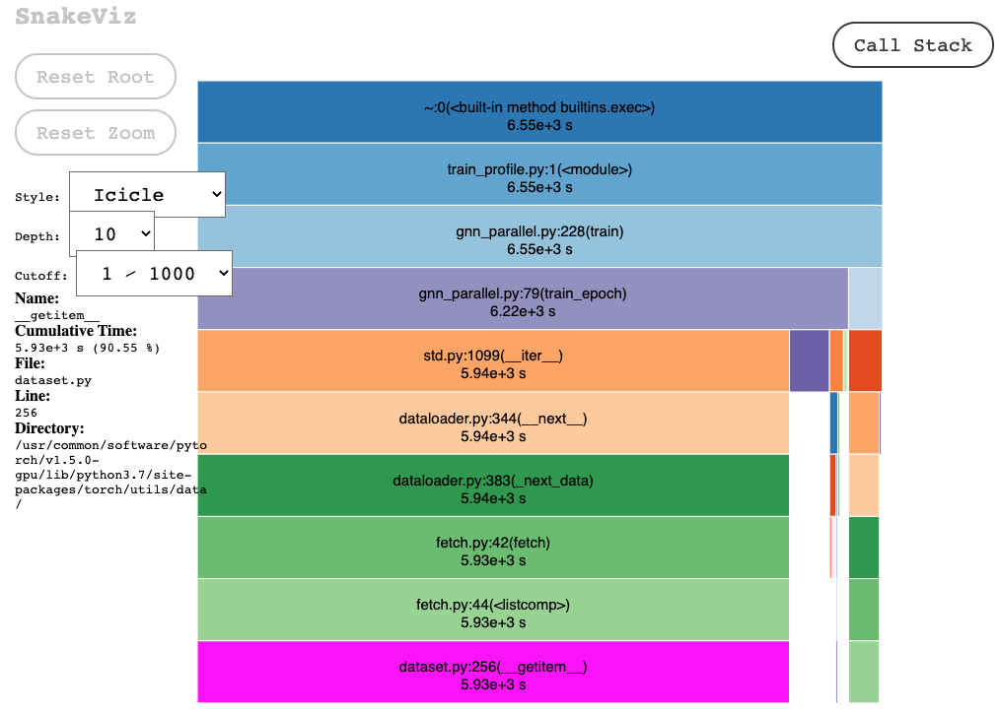 SnakeViz
Call Stack
Reset Root
Reset Zoom
Style: Icicle
Depth: 10
Cutoff: 1 / 1000
Name:
__getitem__
Cumulative Time:
5.93e+3 s (90.55 %)
File:
dataset.py
Line:
256
Directory:
/usr/common/software/pyto
rch/v1.5.0-
gpu/lib/python3.7/site-
packages/torch/utils/data
/
~:0(<built-in method builtins.exec>)
6.55e+3 s
train_profile.py:1(<module>)
6.55e+3 s
gnn_parallel.py:228(train)
6.55e+3 s
gnn_parallel.py:79(train_epoch)
6.22e+3 s
std.py:1099(__iter__)
5.94e+3 s
dataloader.py:344(__next__)
5.94e+3 s
dataloader.py:383(_next_data)
5.94e+3 s
fetch.py:42(fetch)
5.93e+3 s
fetch.py:44(<listcomp>)
5.93e+3 s
dataset.py:256(__getitem__)
5.93e+3 s